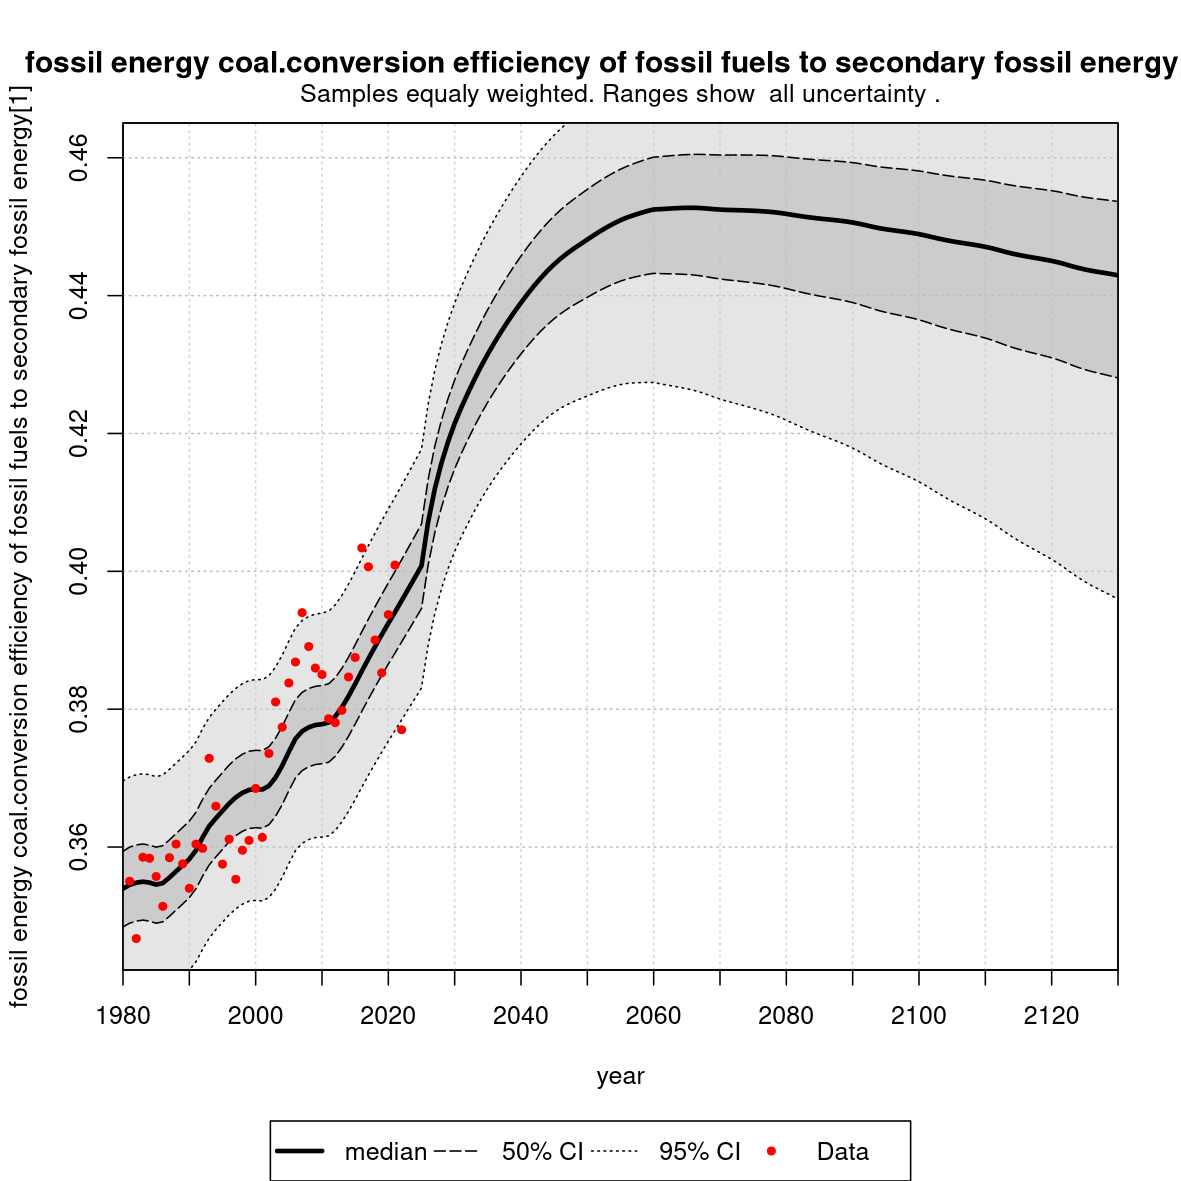 fossil energy coal.conversion efficiency of fossil fuels to secondary fossil energy
Samples equaly weighted. Ranges show  all uncertainty .
fossil energy coal.conversion efficiency of fossil fuels to secondary fossil energy[1]
0.46
0.44
0.42
0.40
0.38
0.36
1980 2000 2020 2040 2060 2080 2100 2120
year
median 50% CI 95% CI Data